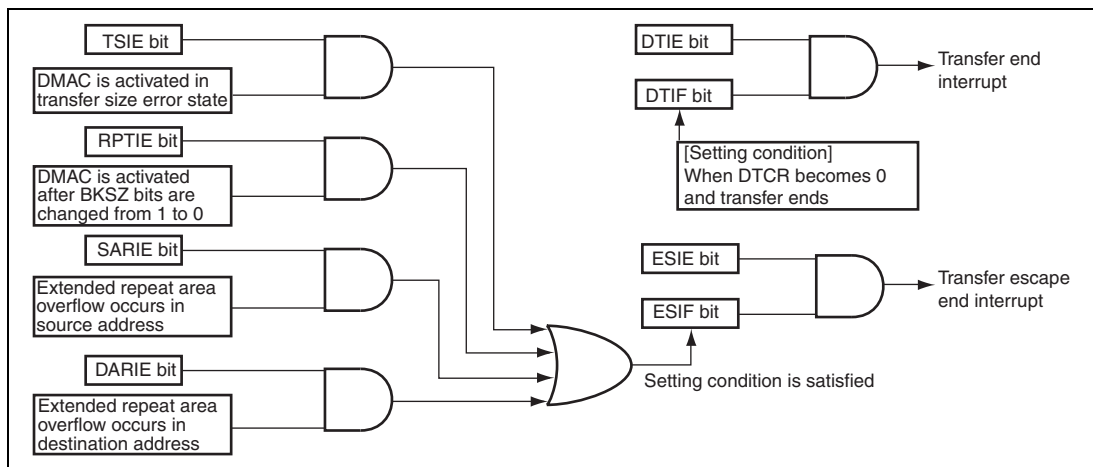 TSIE bit
DMAC is activated in
transfer size error state
RPTIE bit
DMAC is activated
after BKSZ bits are
changed from 1 to 0
SARIE bit
Extended repeat area
overflow occurs in
source address
DARIE bit
Extended repeat area
overflow occurs in
destination address
DTIE bit
DTIF bit
Transfer end
interrupt
[Setting condition]
When DTCR becomes 0
and transfer ends
ESIE bit
ESIF bit
Transfer escape
end interrupt
Setting condition is satisfied